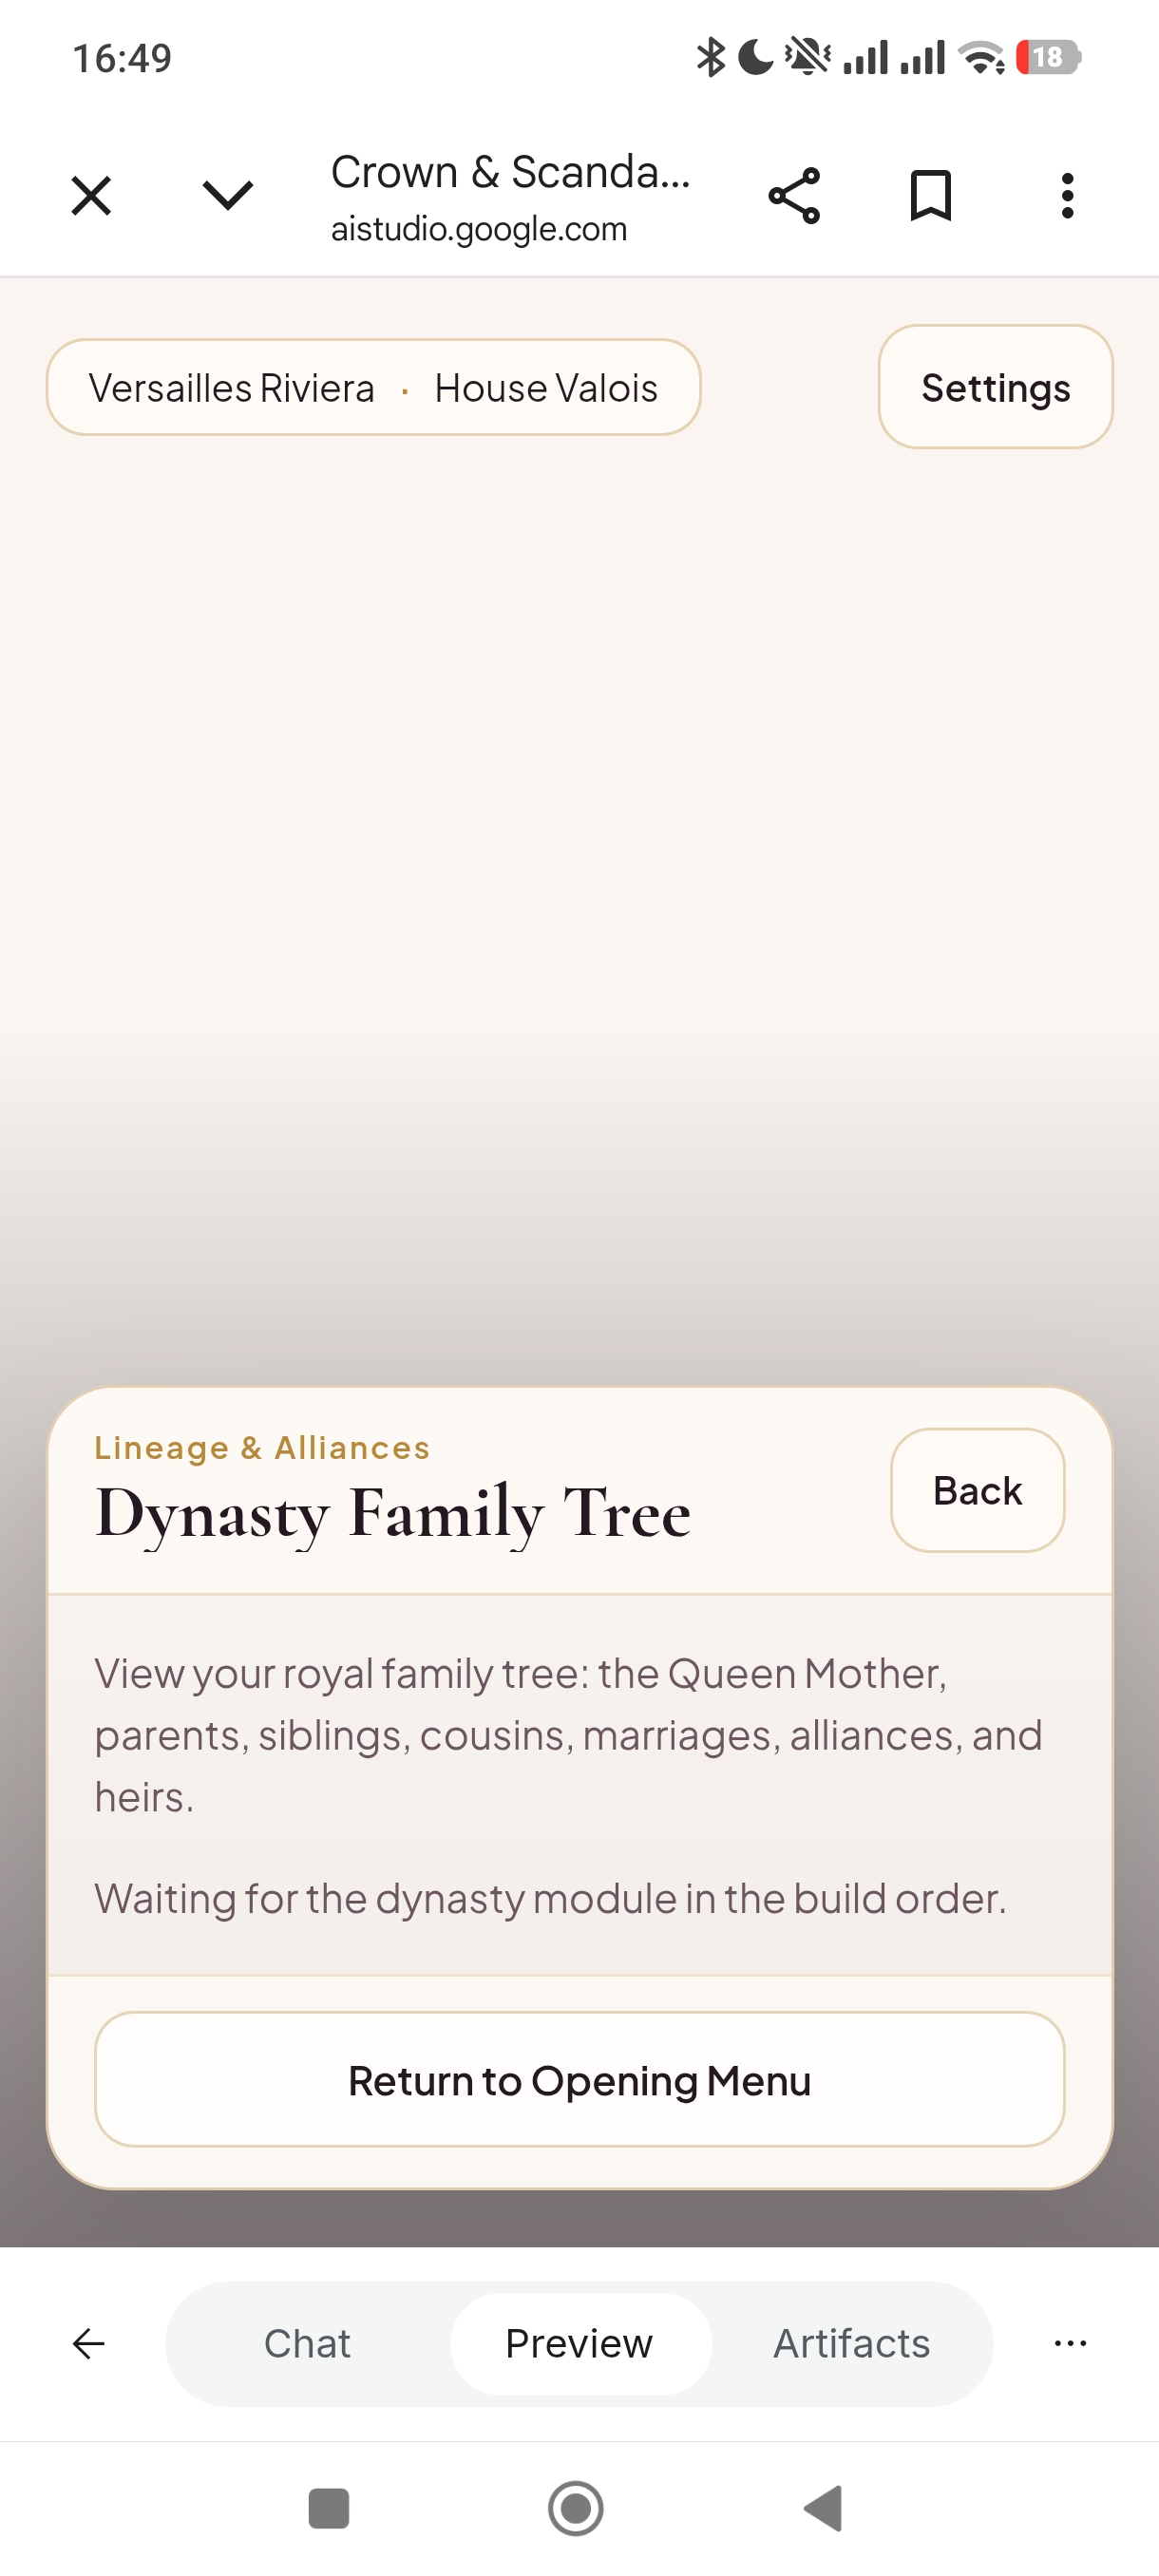 16:49
18
Crown & Scanda...
aistudio.google.com
Versailles Riviera · House Valois
Settings
Lineage & Alliances
Dynasty Family Tree
Back
View your royal family tree: the Queen Mother,
parents, siblings, cousins, marriages, alliances, and
heirs.
Waiting for the dynasty module in the build order.
Return to Opening Menu
Chat
Preview
Artifacts